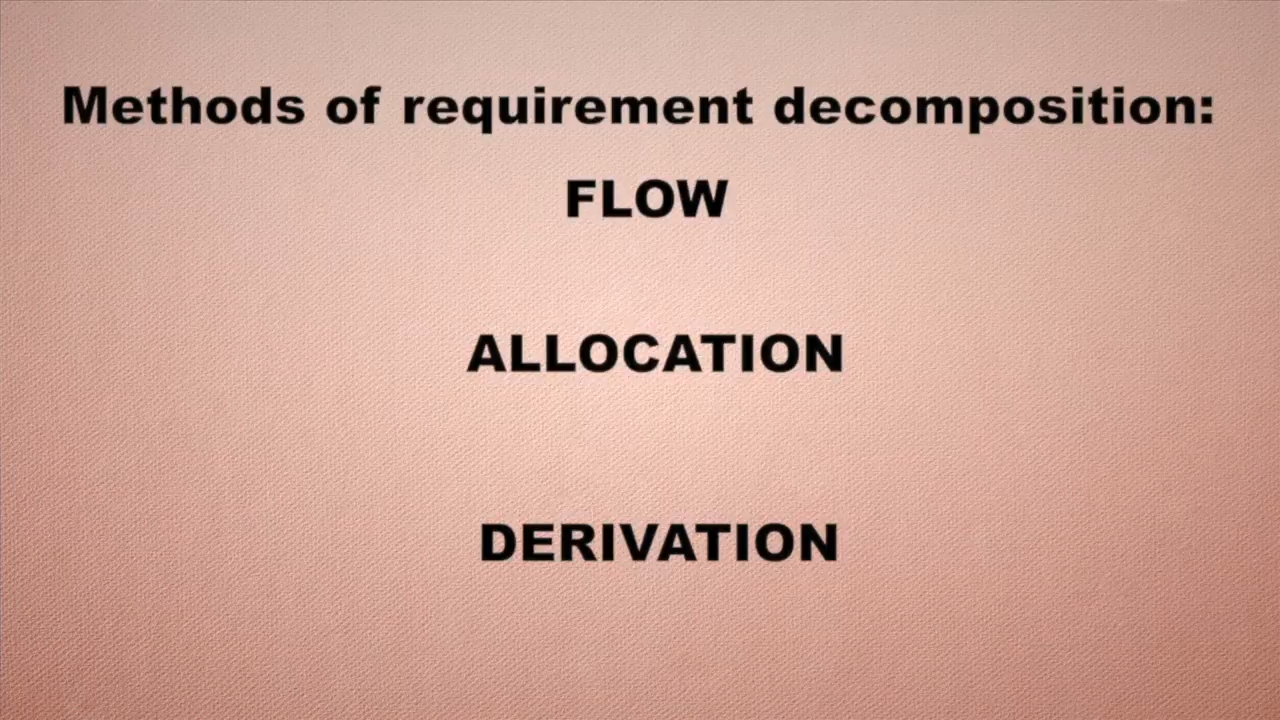 Methods of requirement decomposition:
FLOW
ALLOCATION
DERIVATION